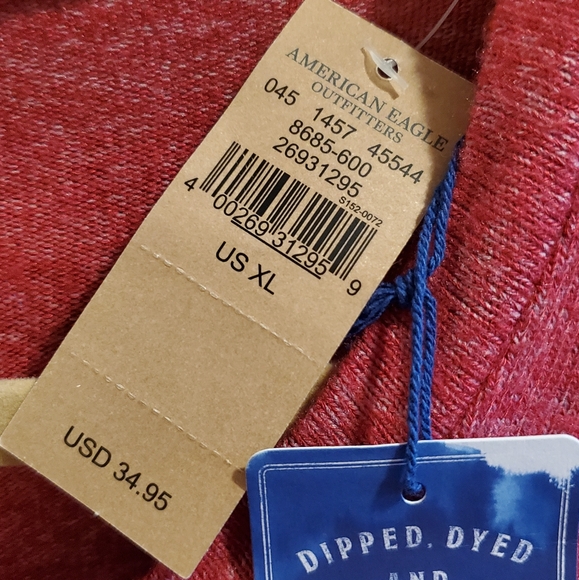 AMERICAN EAGLE
OUTFITTERS
045 1457 45544
8685-600
26931295
S152-0072
4 00269 31295 9
US XL
USD 34.95
DIPPED, DYED
AND